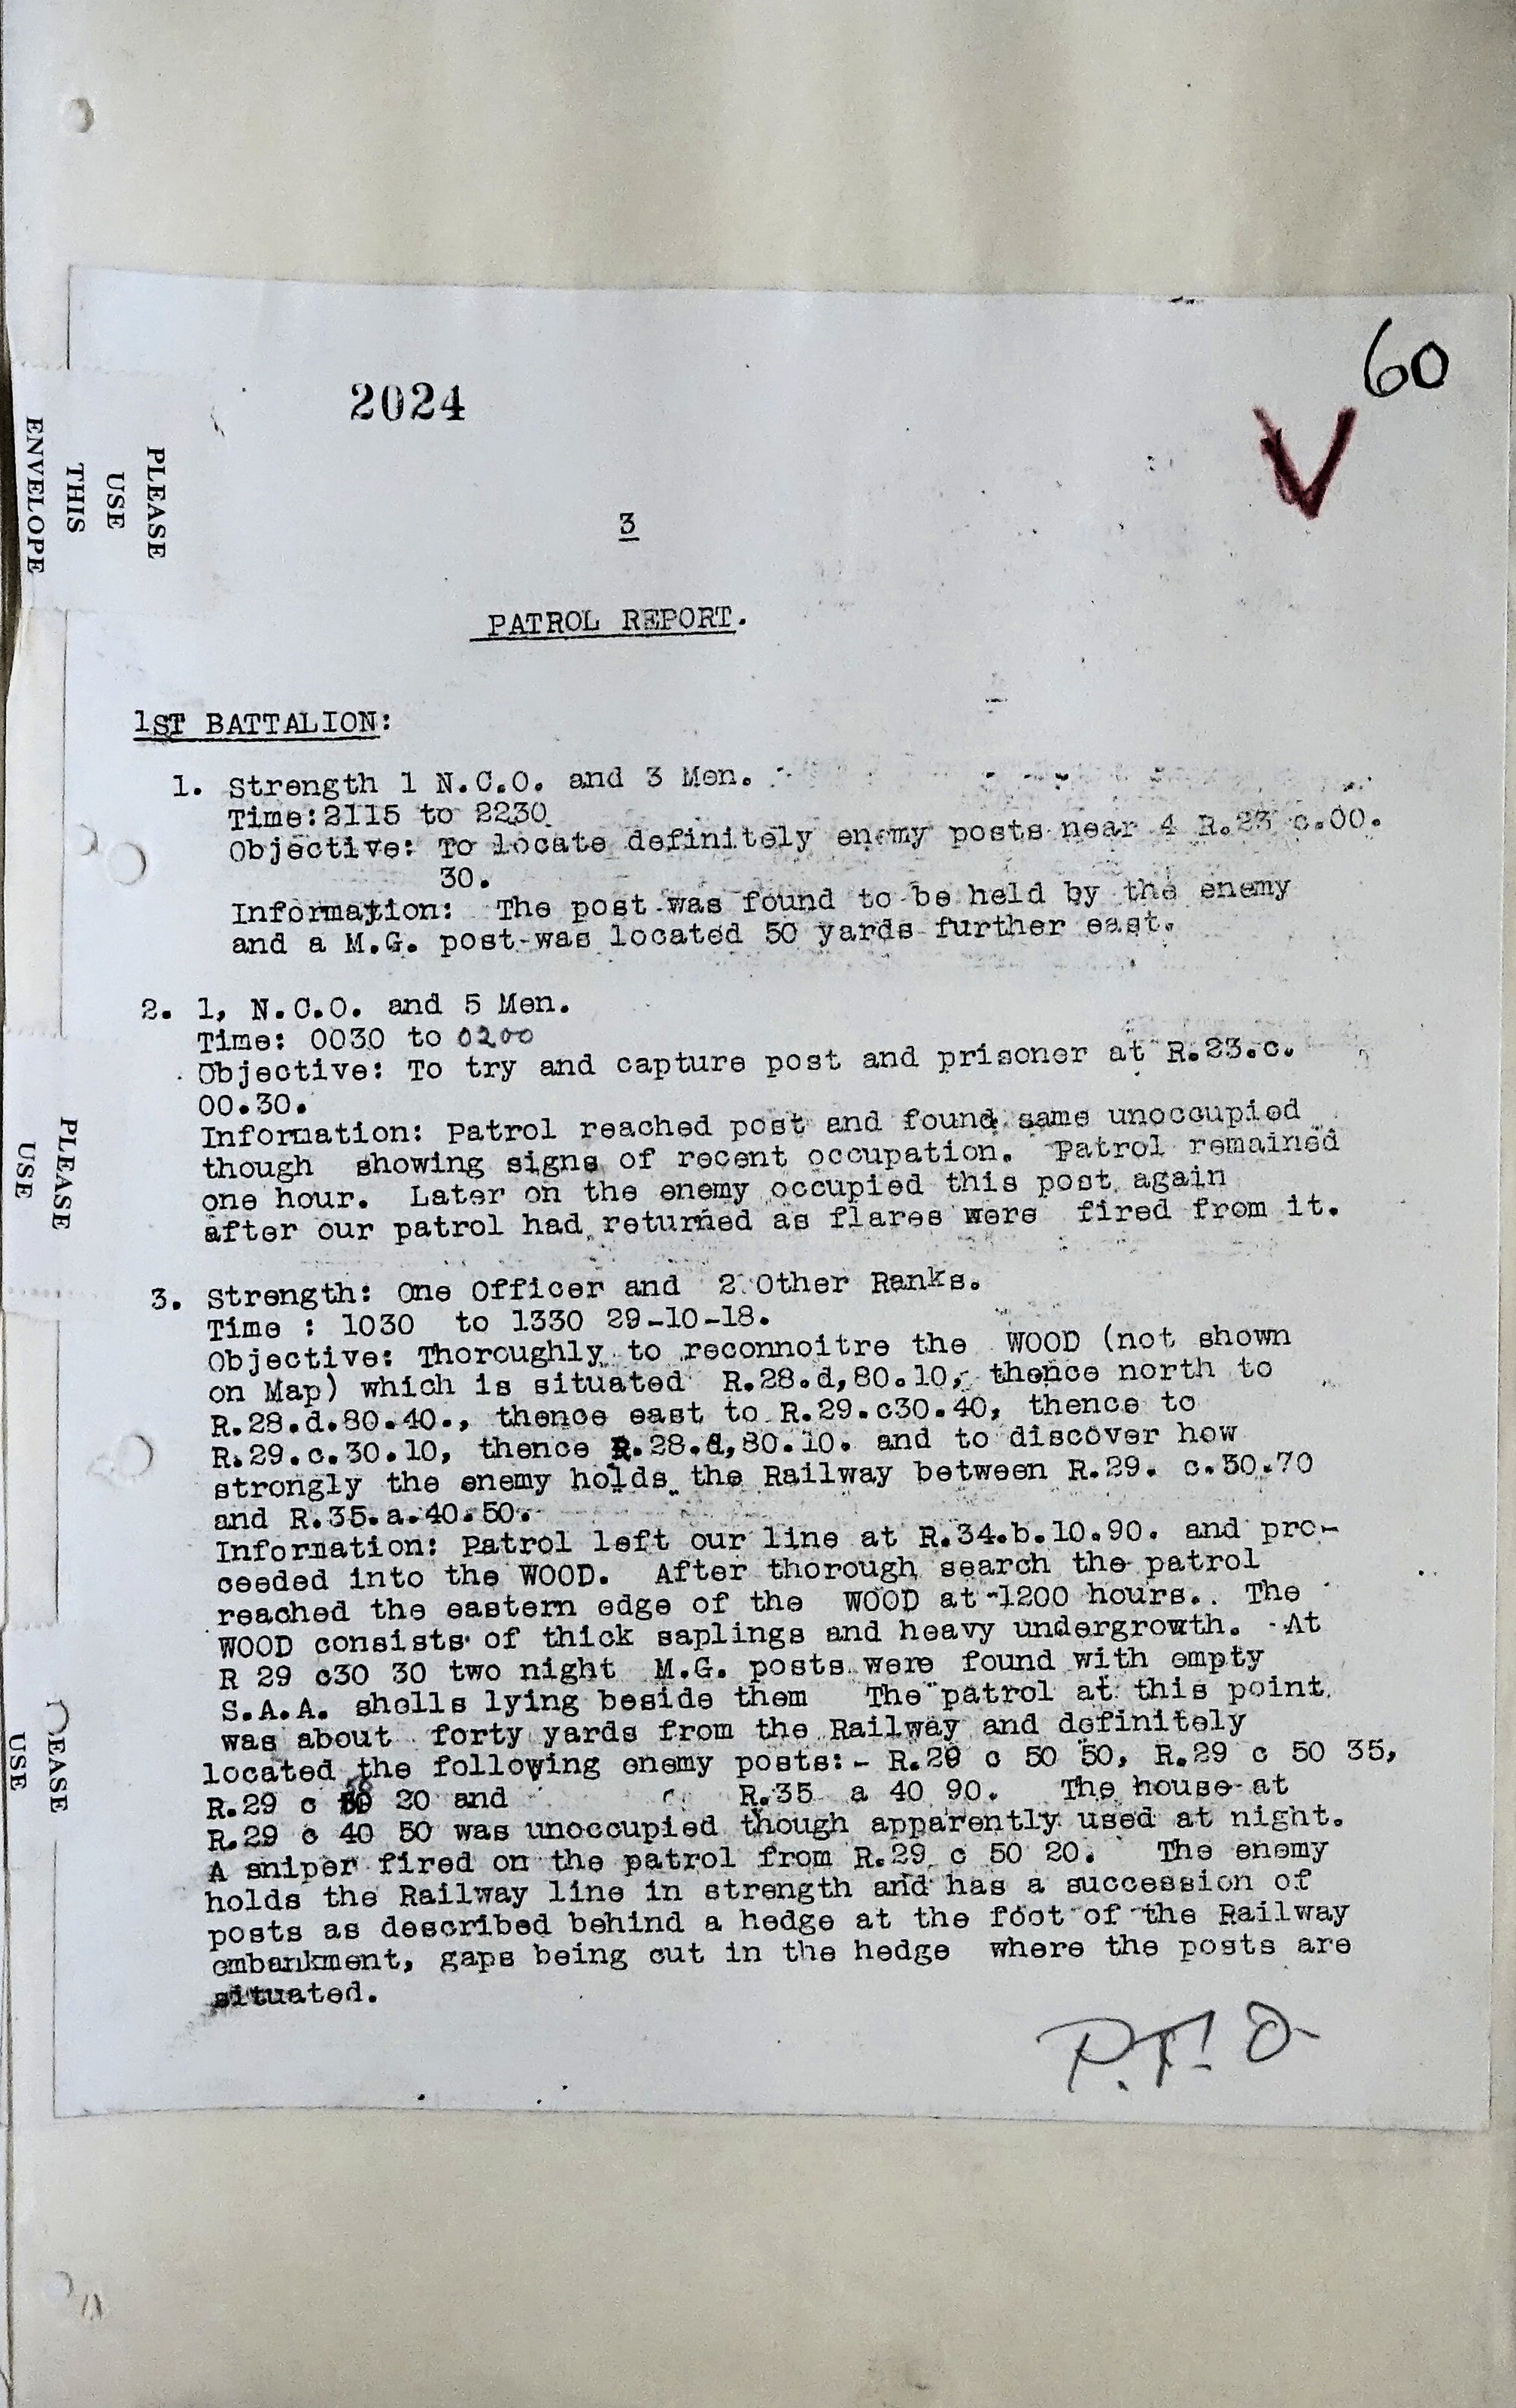 60
2024
V
3
PATROL REPORT.
1ST BATTALION:
1. Strength 1 N.C.O. and 3 Men.
Time:2115 to 2230
Objective: To locate definitely enemy posts near 4 R.23 c.00.
30.
Information: The post was found to be held by the enemy
and a M.G. post was located 50 yards further east.
2. 1, N.C.O. and 5 Men.
Time: 0030 to 0200
Objective: To try and capture post and prisoner at R.23.c.
00.30.
Information: Patrol reached post and found same unoccupied
though showing signs of recent occupation. Patrol remained
one hour. Later on the enemy occupied this post again
after our patrol had returned as flares were fired from it.
3. Strength: One Officer and 2 Other Ranks.
Time : 1030 to 1330 29-10-18.
Objective: Thoroughly to reconnoitre the WOOD (not shown
on Map) which is situated R.28.d,80.10, thence north to
R.28.d.80.40., thence east to R.29.c30.40, thence to
R.29.c.30.10, thence R.28.d,80.10. and to discover how
strongly the enemy holds the Railway between R.29. c.50.70
and R.35.a.40.50.
Information: Patrol left our line at R.34.b.10.90. and pro-
ceeded into the WOOD. After thorough search the patrol
reached the eastern edge of the WOOD at 1200 hours.. The
WOOD consists of thick saplings and heavy undergrowth. At
R 29 c30 30 two night M.G. posts were found with empty
S.A.A. shells lying beside them The patrol at this point
was about forty yards from the Railway and definitely
located the following enemy posts:- R.29 c 50 50, R.29 c 50 35,
R.29 c 50 20 and R.35 a 40 90. The house at
R.29 c 40 50 was unoccupied though apparently used at night.
A sniper fired on the patrol from R.29 c 50 20. The enemy
holds the Railway line in strength and has a succession of
posts as described behind a hedge at the foot of the Railway
embankment, gaps being cut in the hedge where the posts are
situated.
P.T.O
PLEASE
USE
THIS
ENVELOPE
PLEASE
USE
EASE
USE